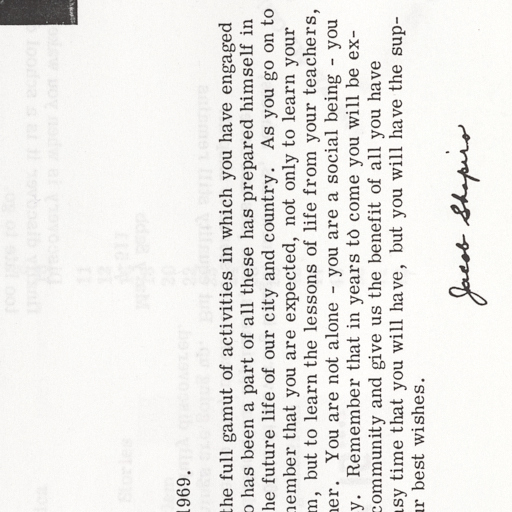 1969.
the full gamut of activities in which you have engaged
has been a part of all these has prepared himself in
he future life of our city and country. As you go on to
member that you are expected, not only to learn your
m, but to learn the lessons of life from your teachers,
her. You are not alone - you are a social being - you
y. Remember that in years to come you will be ex-
community and give us the benefit of all you have
asy time that you will have, but you will have the sup-
ur best wishes.
Jacob Shapiro